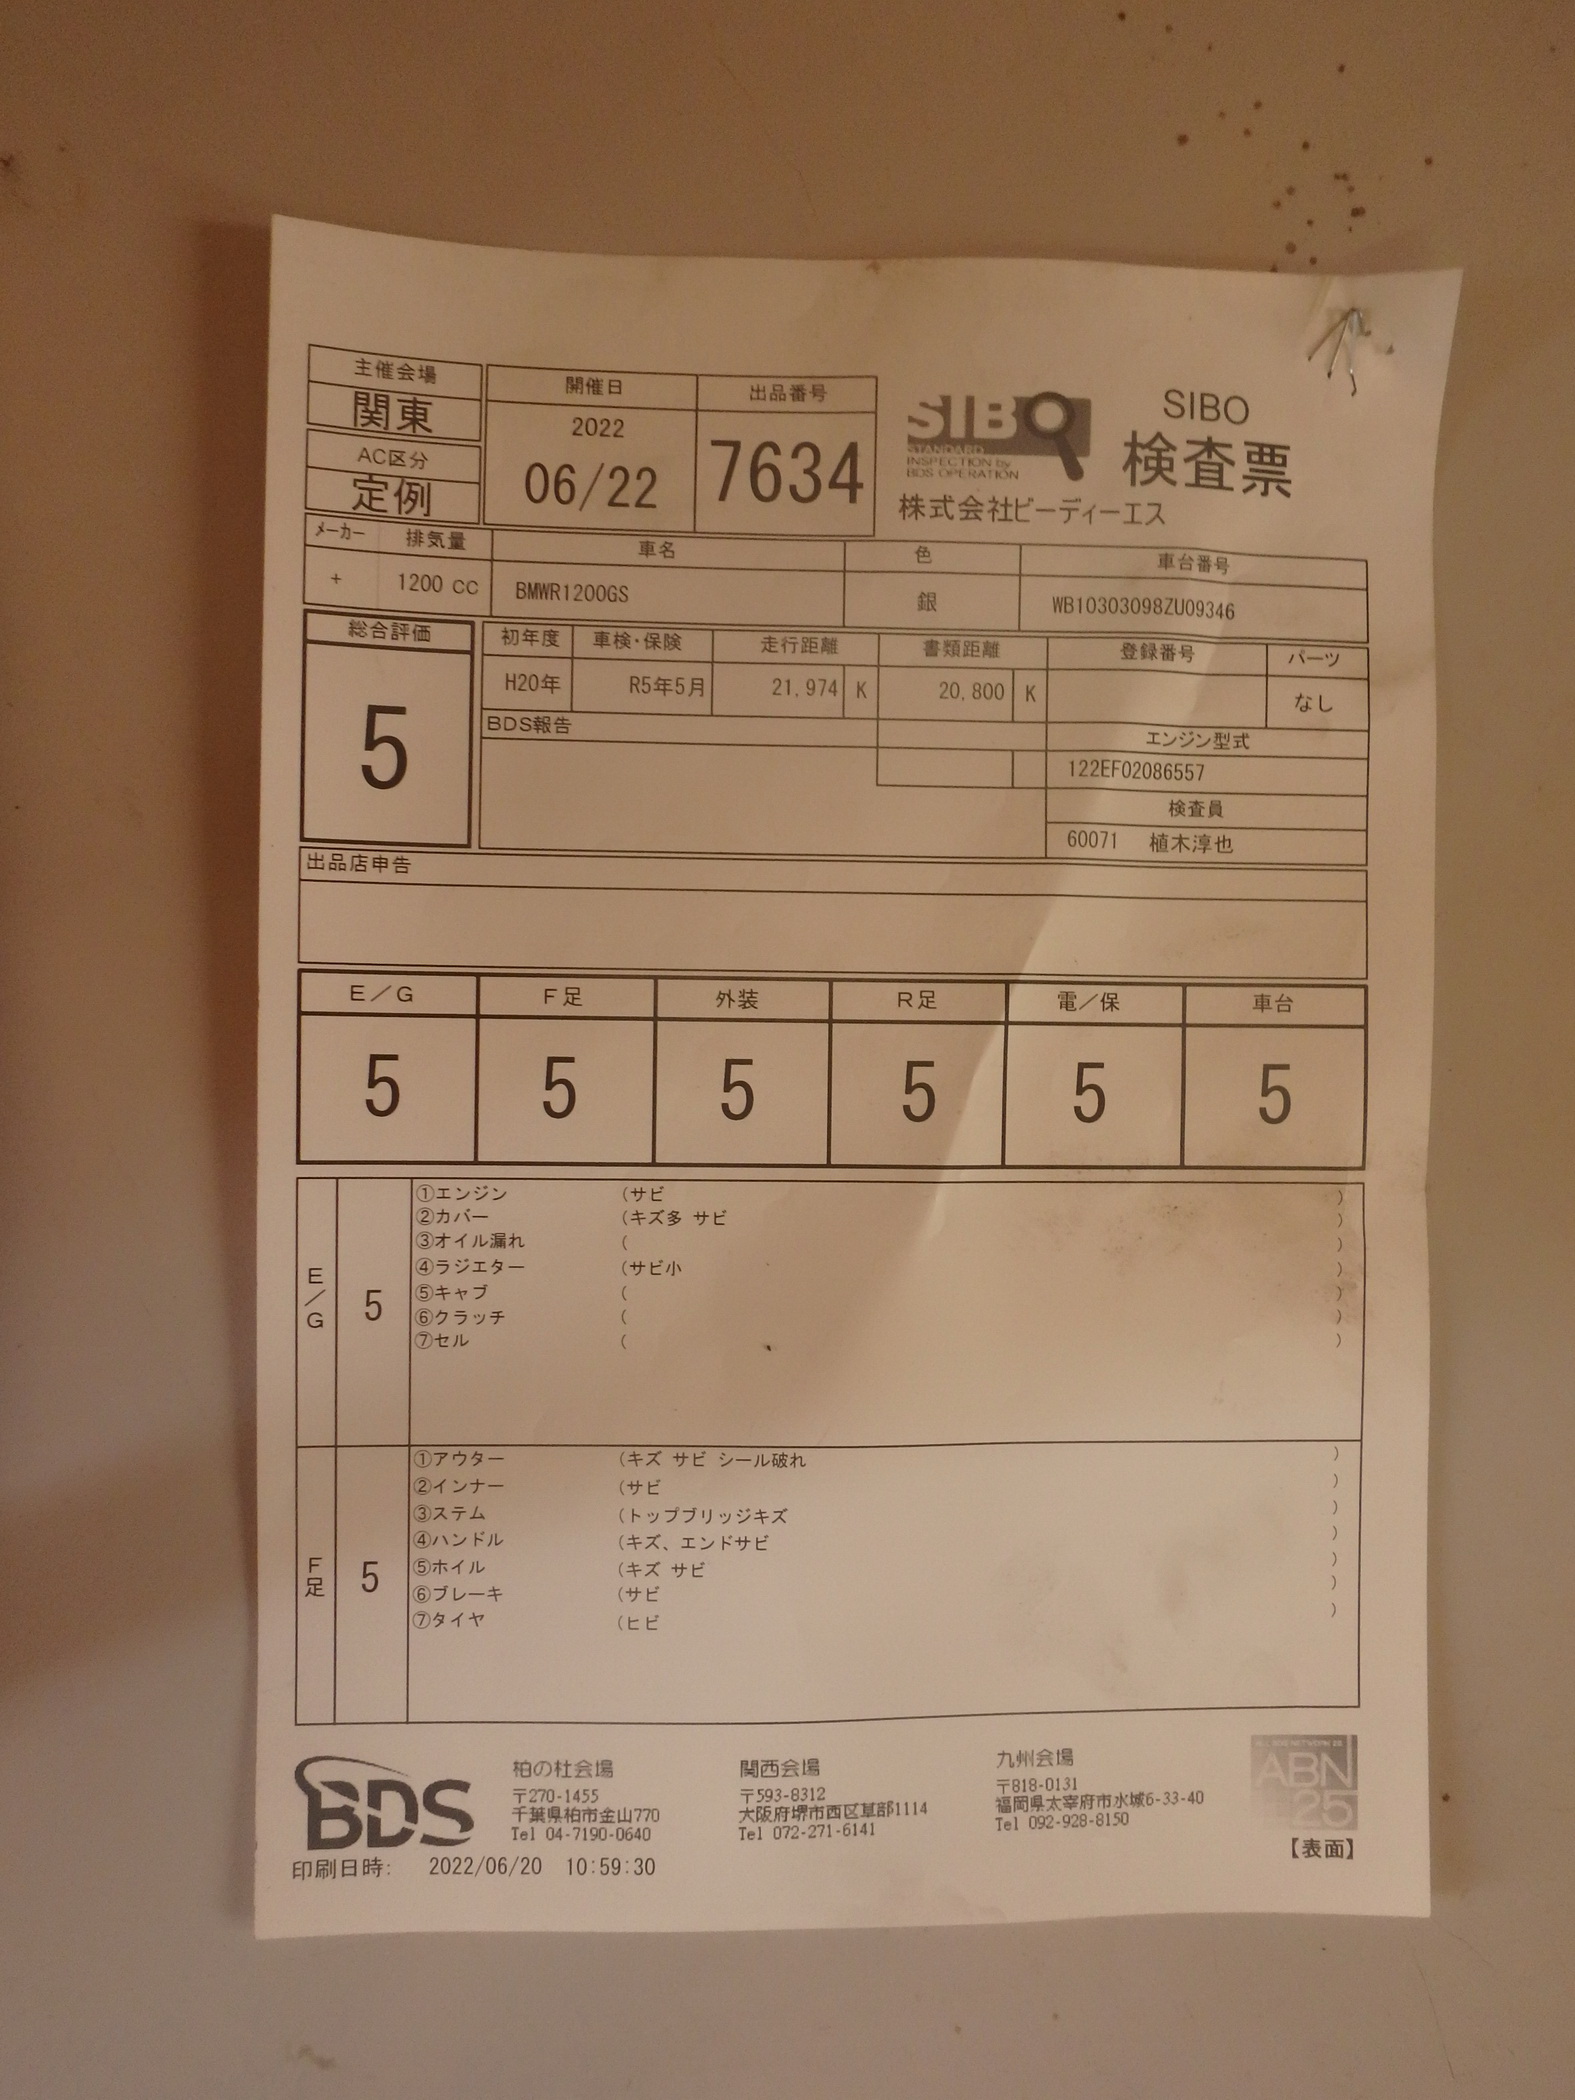 主催会場
関東
AC区分
定例
開催日
2022
06/22
出品番号
7634
SIBO
STANDARD
INSPECTION by
BDS OPERATION
SIBO
検査票
株式会社ビーディーエス
メーカー 排気量 車名 色 車台番号
+ 1200 cc BMWR1200GS 銀 WB10303098ZU09346
総合評価 初年度 車検・保険 走行距離 書類距離 登録番号 パーツ
5 H20年 R5年5月 21,974 K 20,800 K なし
BDS報告 エンジン型式
122EF02086557
検査員
60071 植木淳也
出品店申告
E/G F足 外装 R足 電/保 車台
5 5 5 5 5 5
E/G 5
①エンジン (サビ )
②カバー (キズ多 サビ )
③オイル漏れ ( )
④ラジエター (サビ小 )
⑤キャブ ( )
⑥クラッチ ( )
⑦セル ( )
F足 5
①アウター (キズ サビ シール破れ )
②インナー (サビ )
③ステム (トップブリッジキズ )
④ハンドル (キズ、エンドサビ )
⑤ホイル (キズ サビ )
⑥ブレーキ (サビ )
⑦タイヤ (ヒビ )
BDS
柏の杜会場
〒270-1455
千葉県柏市金山770
Tel 04-7190-0640
関西会場
〒593-8312
大阪府堺市西区草部1114
Tel 072-271-6141
九州会場
〒818-0131
福岡県太宰府市水城6-33-40
Tel 092-928-8150
ABN
25
【表面】
印刷日時: 2022/06/20 10:59:30